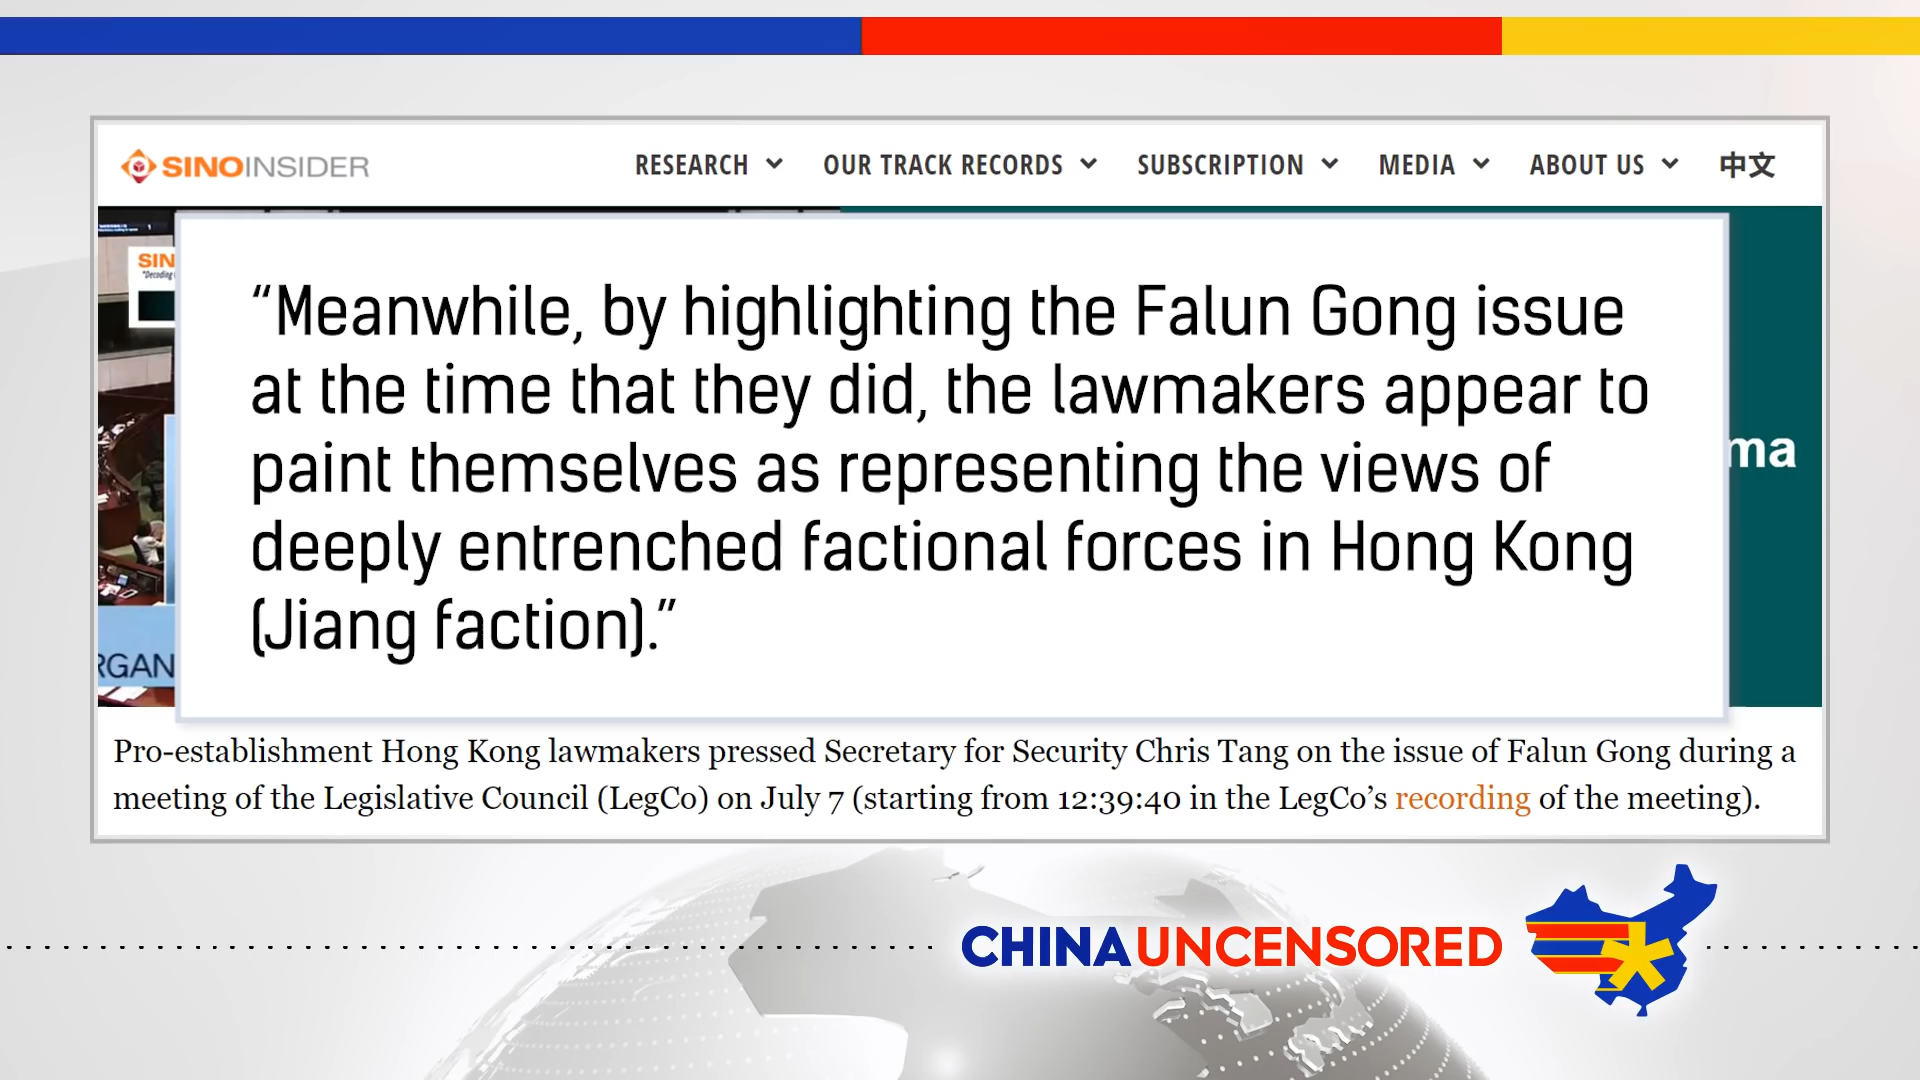 SINOINSIDER
RESEARCH OUR TRACK RECORDS SUBSCRIPTION MEDIA ABOUT US 中文
SIN
"Decoding
“Meanwhile, by highlighting the Falun Gong issue
at the time that they did, the lawmakers appear to
paint themselves as representing the views of
deeply entrenched factional forces in Hong Kong
(Jiang faction).”
ma
RGAN
Pro-establishment Hong Kong lawmakers pressed Secretary for Security Chris Tang on the issue of Falun Gong during a
meeting of the Legislative Council (LegCo) on July 7 (starting from 12:39:40 in the LegCo’s recording of the meeting).
CHINAUNCENSORED